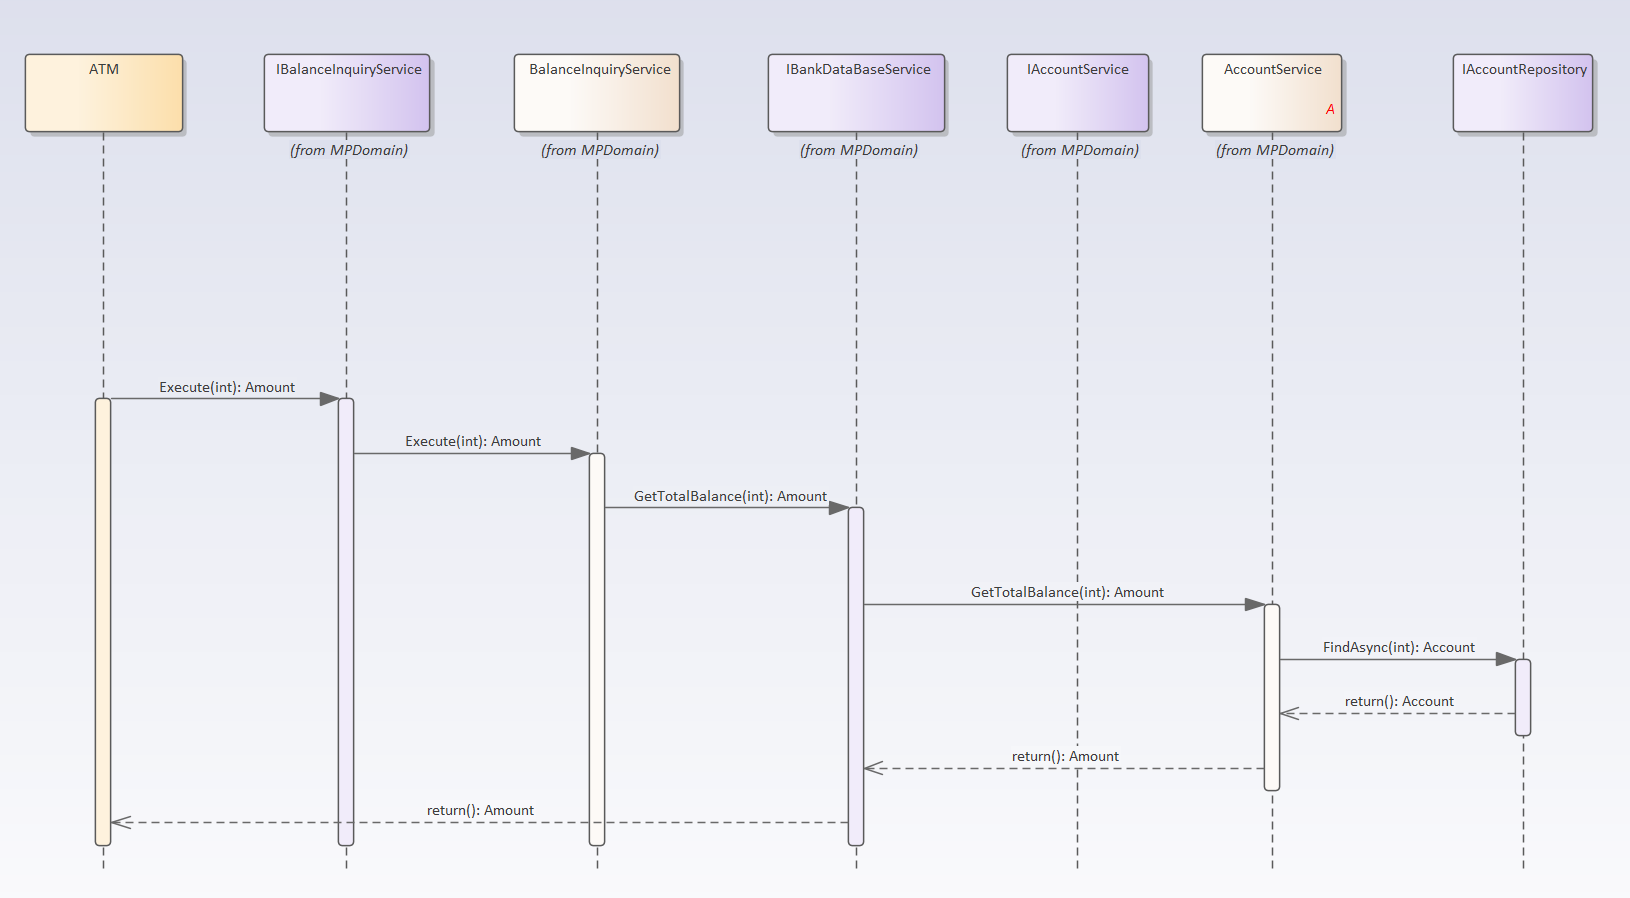 ATM
IBalanceInquiryService
BalanceInquiryService
IBankDataBaseService
IAccountService
AccountService
IAccountRepository
A
(from MPDomain)
(from MPDomain)
(from MPDomain)
(from MPDomain)
(from MPDomain)
Execute(int): Amount
Execute(int): Amount
GetTotalBalance(int): Amount
GetTotalBalance(int): Amount
FindAsync(int): Account
return(): Account
return(): Amount
return(): Amount